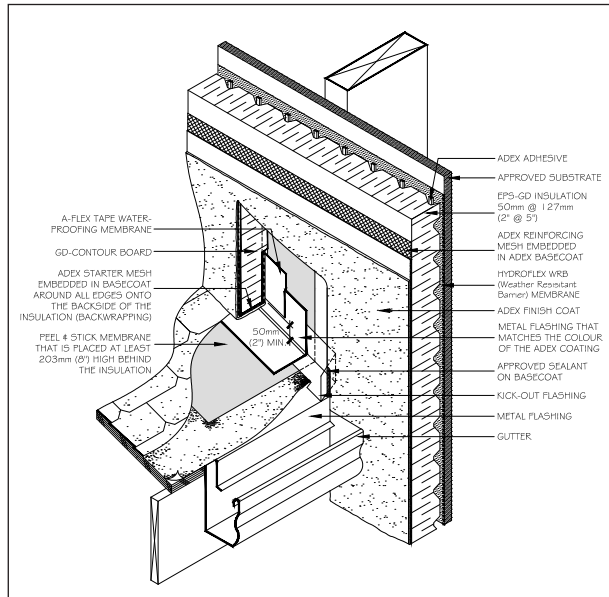 A-FLEX TAPE WATER-
PROOFING MEMBRANE
GD-CONTOUR BOARD
ADEX STARTER MESH
EMBEDDED IN BASECOAT
AROUND ALL EDGES ONTO
THE BACKSIDE OF THE
INSULATION (BACKWRAPPING)
PEEL & STICK MEMBRANE
THAT IS PLACED AT LEAST
203mm (8") HIGH BEHIND
THE INSULATION
50mm
(2") MIN.
ADEX ADHESIVE
APPROVED SUBSTRATE
EPS-GD INSULATION
50mm @ 127mm
(2" @ 5")
ADEX REINFORCING
MESH EMBEDDED
IN ADEX BASECOAT
HYDROFLEX WRB
(Weather Resisitant
Barrier) MEMBRANE
ADEX FINISH COAT
METAL FLASHING THAT
MATCHES THE COLOUR
OF THE ADEX COATING
APPROVED SEALANT
ON BASECOAT
KICK-OUT FLASHING
METAL FLASHING
GUTTER